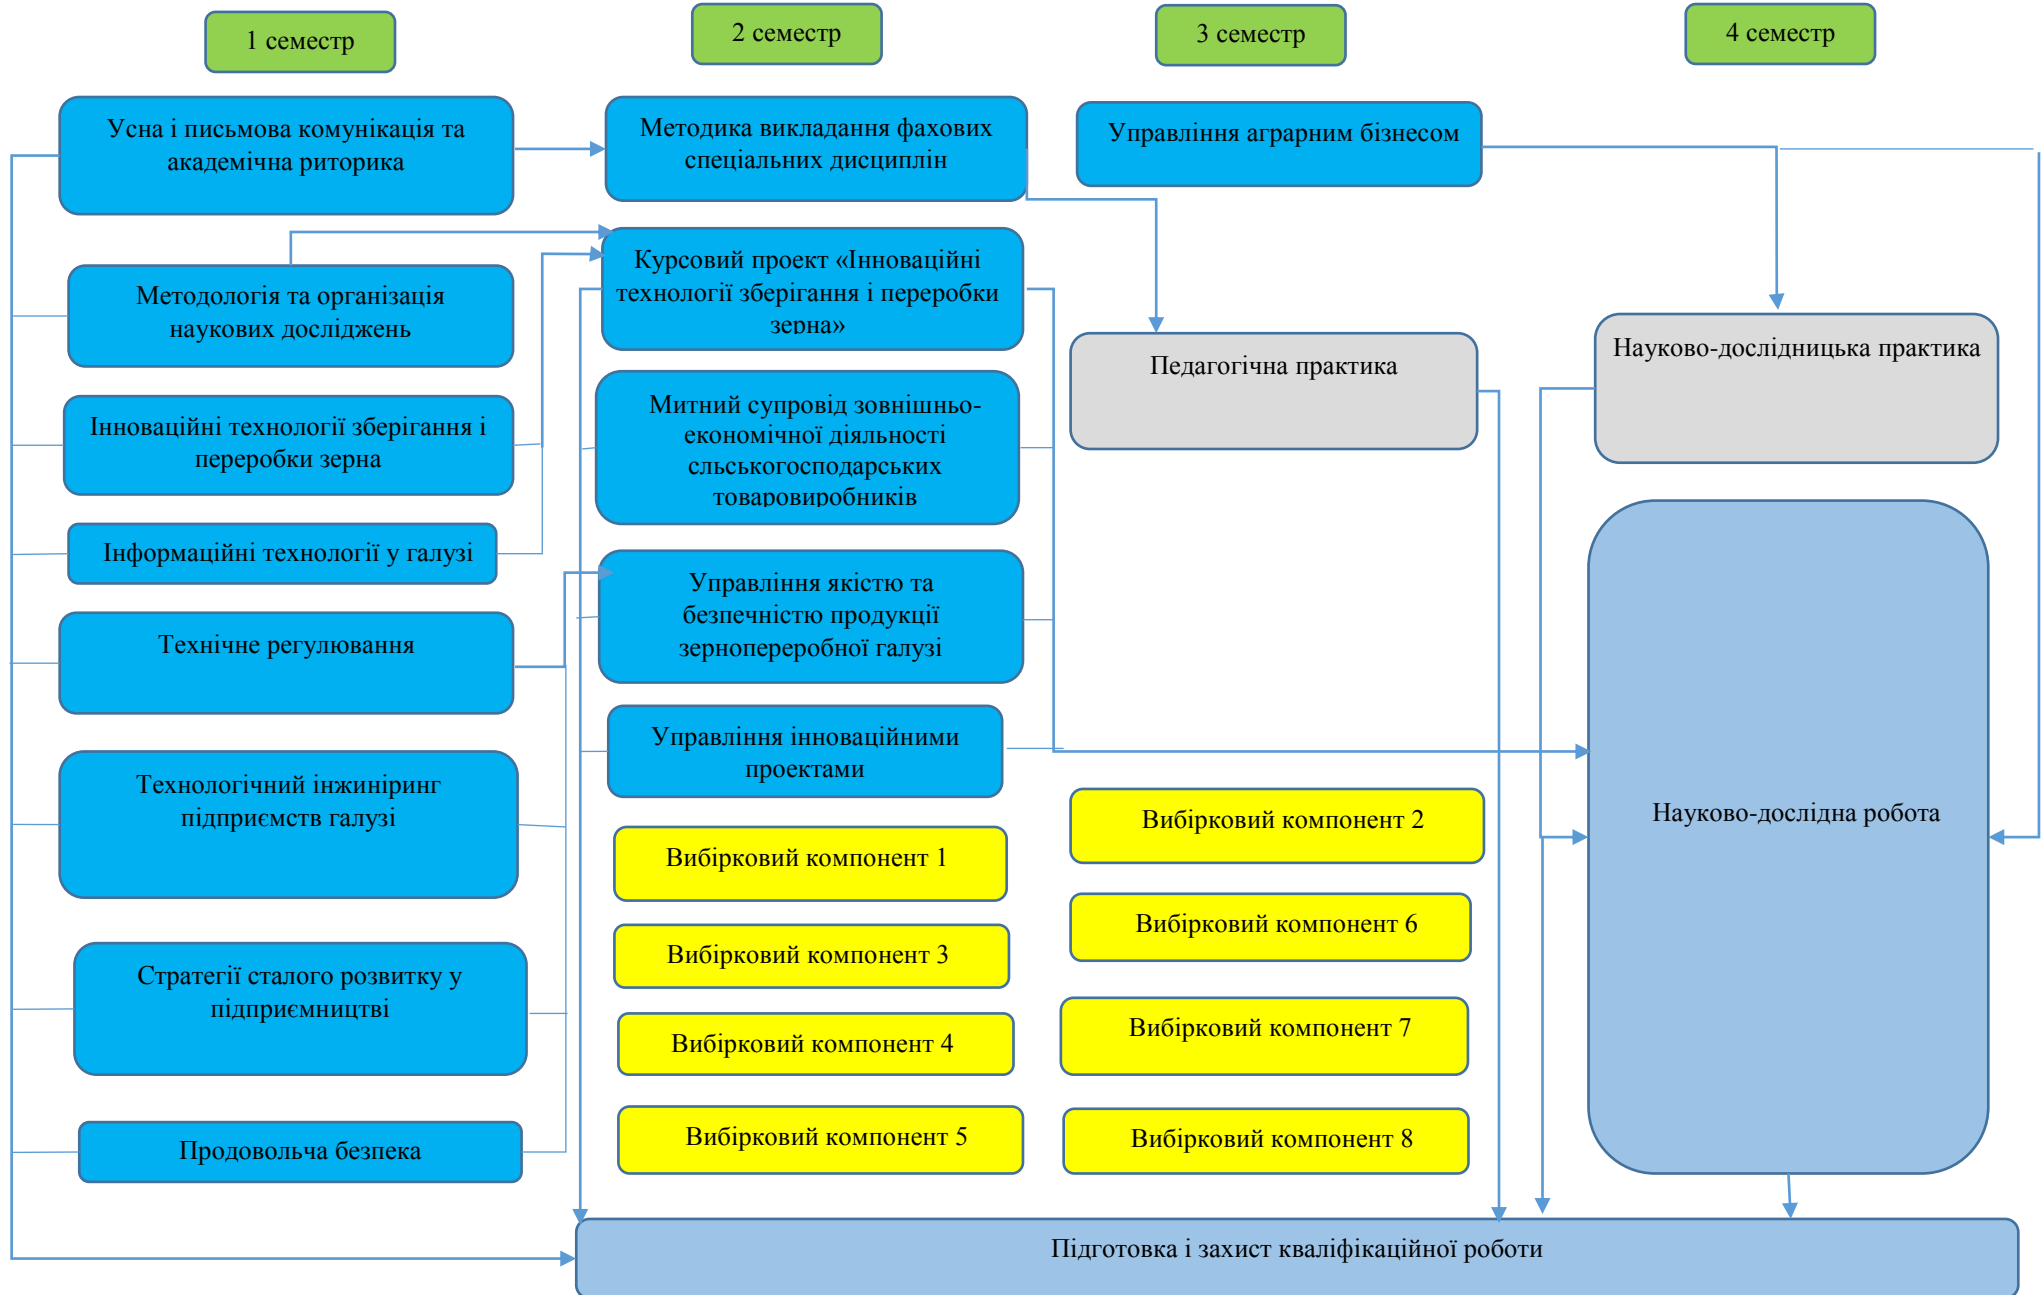 1 семестр
2 семестр
3 семестр
4 семестр
Усна і письмова комунікація та
академічна риторика
Методика викладання фахових
спеціальних дисциплін
Управління аграрним бізнесом
Методологія та організація
наукових досліджень
Курсовий проект «Інноваційні
технології зберігання і переробки
зерна»
Педагогічна практика
Науково-дослідницька практика
Інноваційні технології зберігання і
переробки зерна
Митний супровід зовнішньо-
економічної діяльності
сльськогосподарських
товаровиробників
Інформаційні технології у галузі
Управління якістю та
безпечністю продукції
зернопереробної галузі
Технічне регулювання
Управління інноваційними
проектами
Технологічний інжиніринг
підприємств галузі
Вибірковий компонент 1
Вибірковий компонент 2
Науково-дослідна робота
Вибірковий компонент 3
Вибірковий компонент 6
Стратегії сталого розвитку у
підприємництві
Вибірковий компонент 4
Вибірковий компонент 7
Продовольча безпека
Вибірковий компонент 5
Вибірковий компонент 8
Підготовка і захист кваліфікаційної роботи